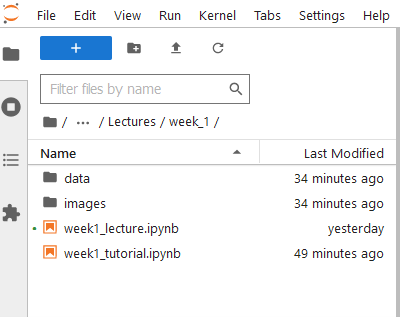 File Edit View Run Kernel Tabs Settings Help
+
Filter files by name
/ ··· / Lectures / week_1 /
Name Last Modified
data 34 minutes ago
images 34 minutes ago
week1_lecture.ipynb yesterday
week1_tutorial.ipynb 49 minutes ago